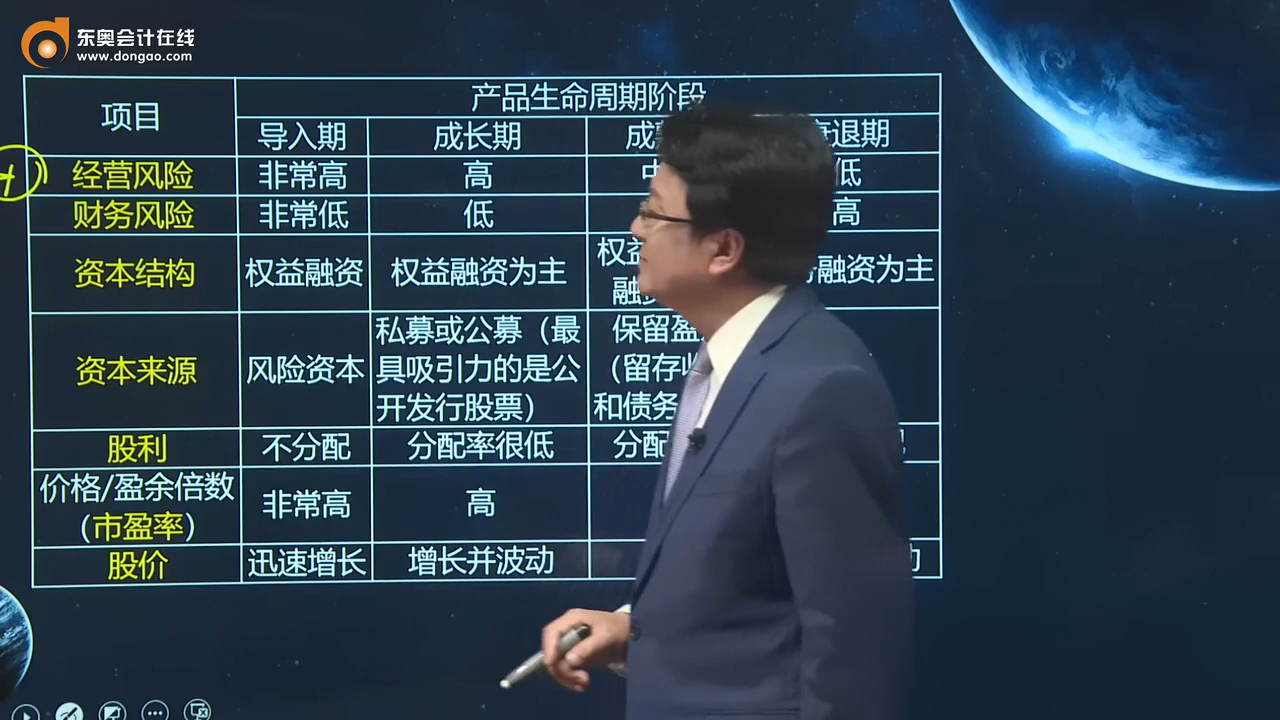 东奥会计在线
www.dongao.com
项目
产品生命周期阶段
导入期
成长期
退期
经营风险
非常高
高
低
财务风险
非常低
低
高
资本结构
权益融资
权益融资为主
权益
融资
融资为主
资本来源
风险资本
私募或公募（最
具吸引力的是公
开发行股票）
保留盈
（留存
和债务
股利
不分配
分配率很低
分配
价格/盈余倍数
（市盈率）
非常高
高
股价
迅速增长
增长并波动